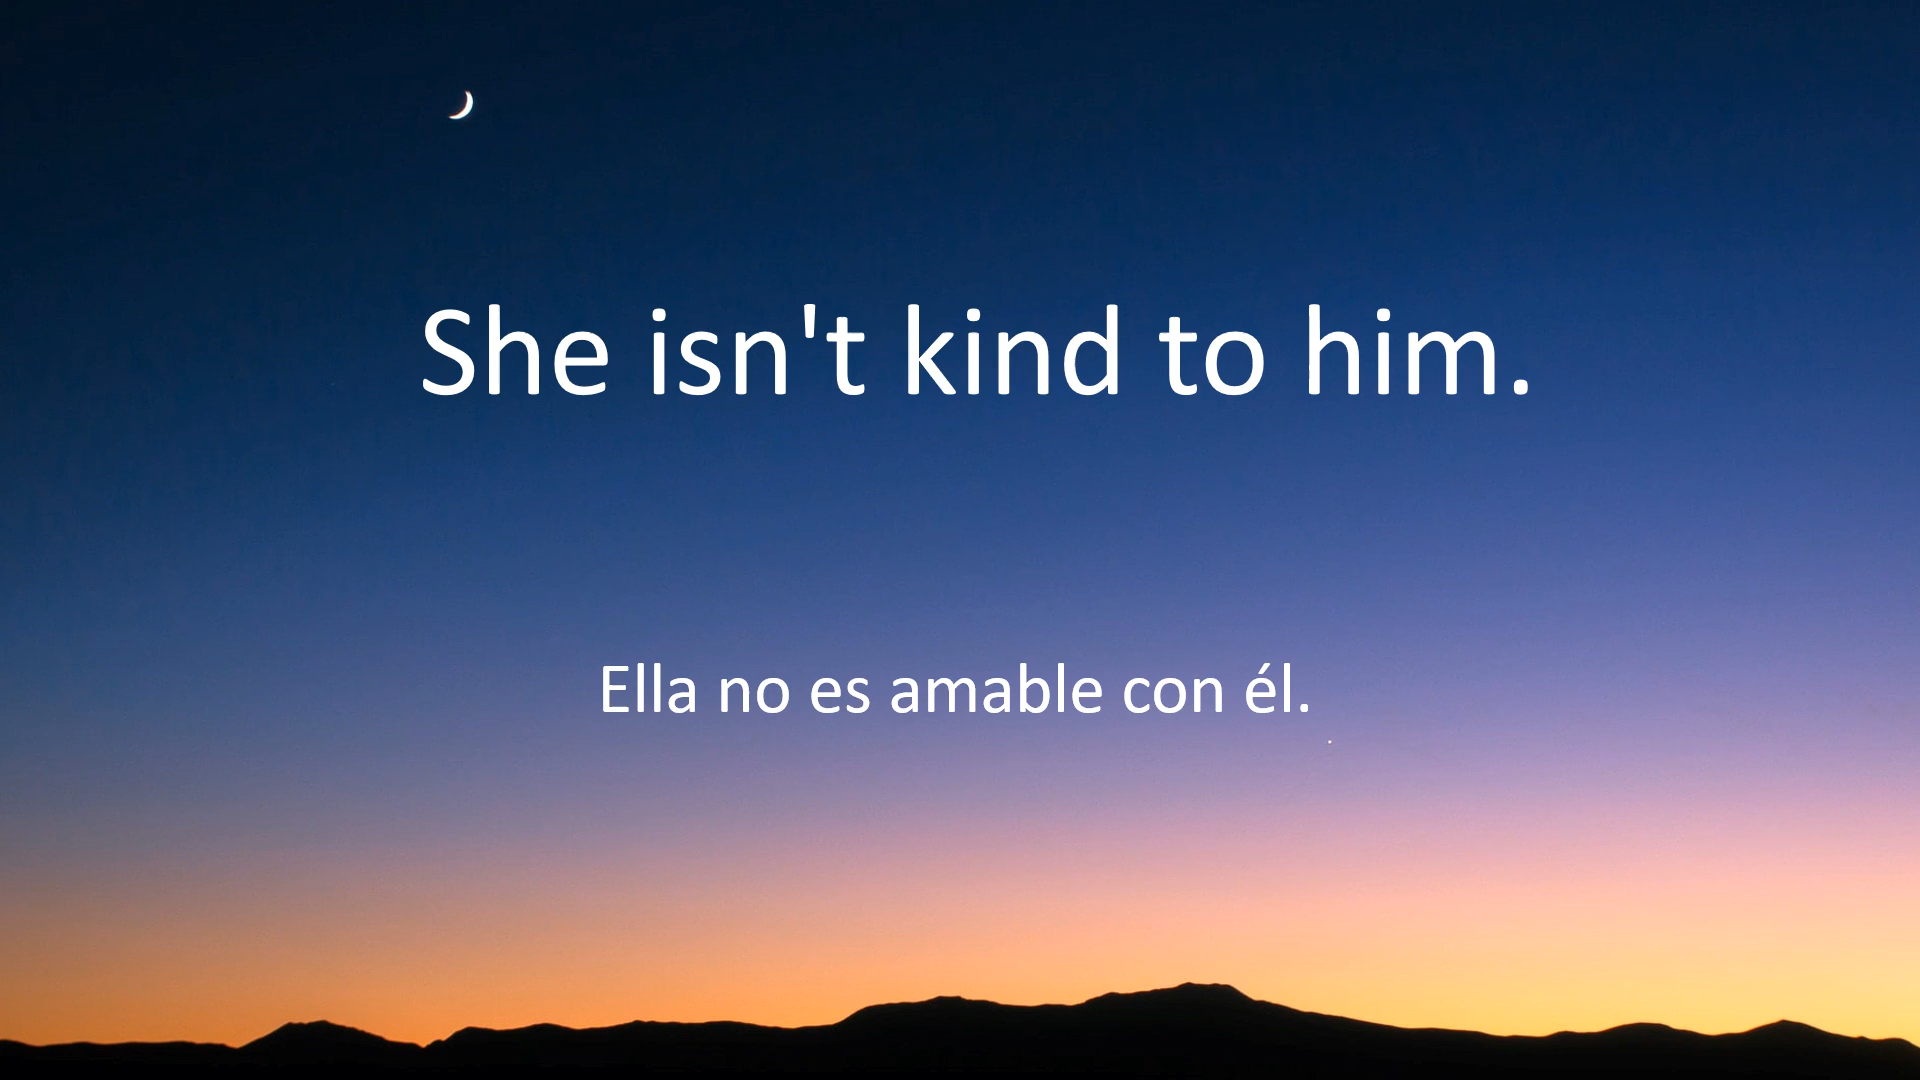 She isn't kind to him.
Ella no es amable con él.